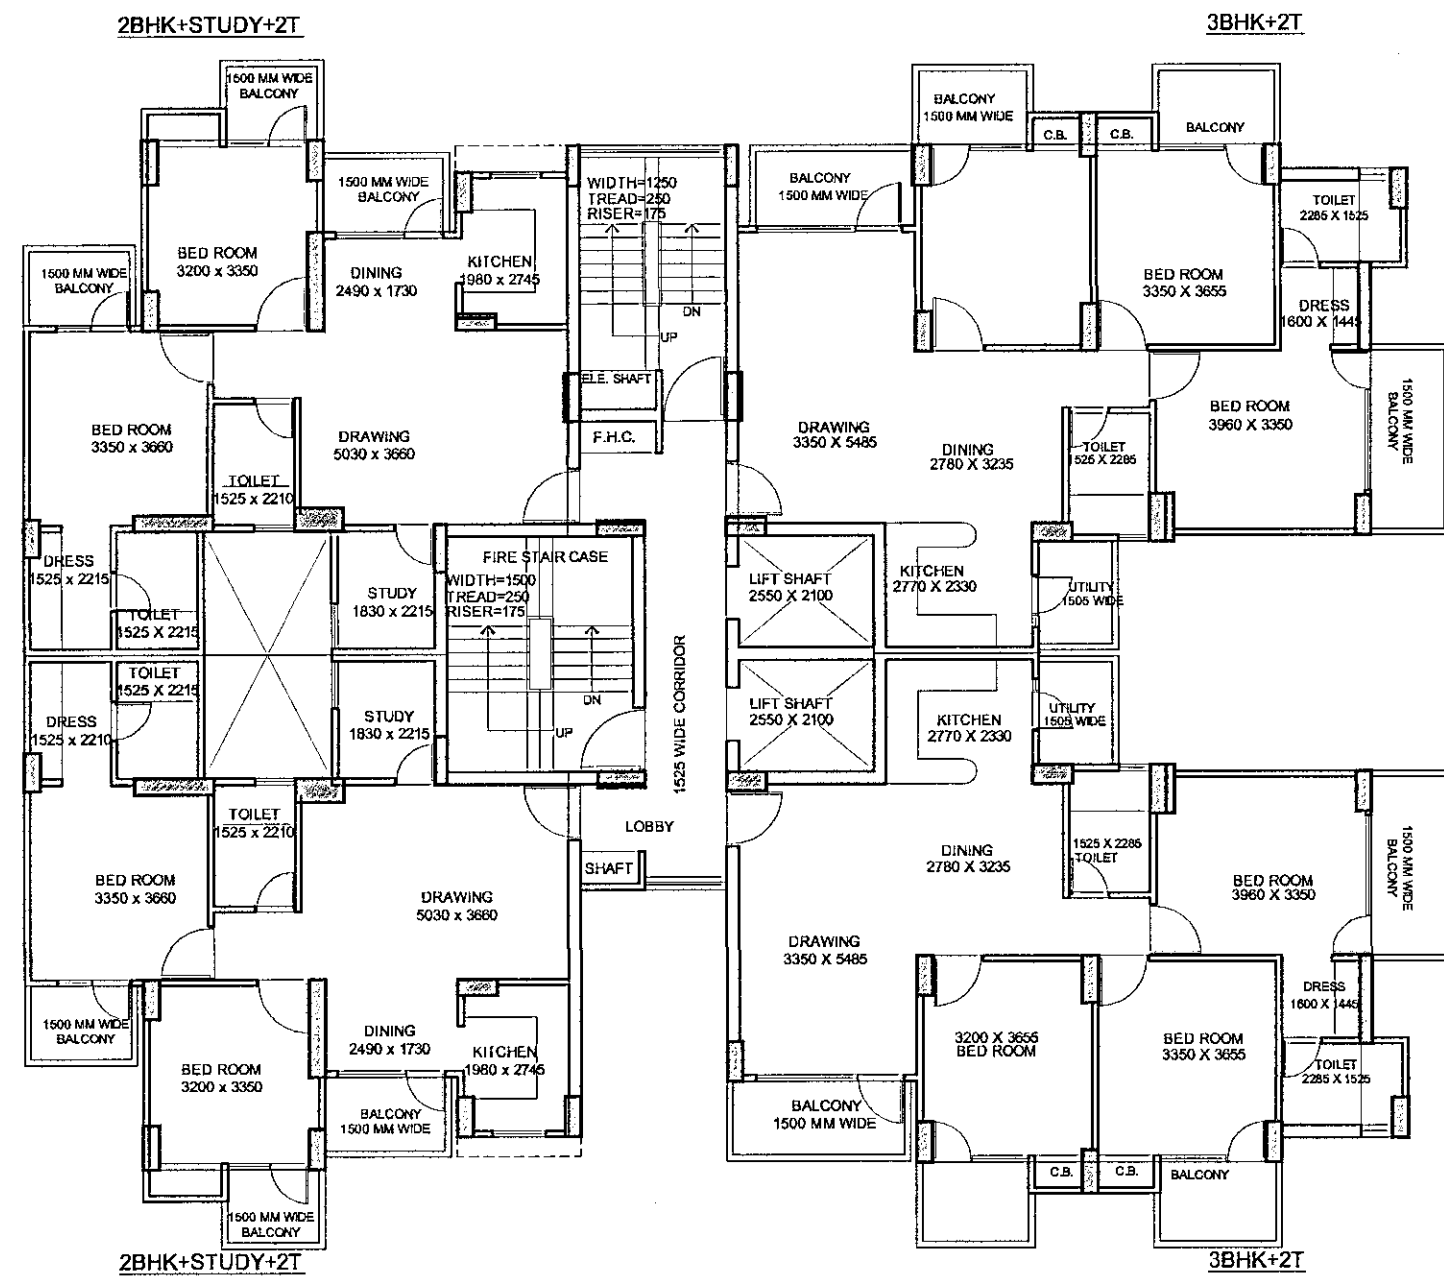 2BHK+STUDY+2T
3BHK+2T
1500 MM WIDE
BALCONY
BALCONY
1500 MM WIDE
C.B.
C.B.
BALCONY
1500 MM WIDE
BALCONY
BALCONY
1500 MM WIDE
WIDTH=1250
TREAD=250
RISER=175
TOILET
2285 X 1525
BED ROOM
3200 x 3350
1500 MM WIDE
BALCONY
DINING
2490 x 1730
KITCHEN
1980 x 2745
DN
UP
BED ROOM
3350 X 3655
DRESS
1600 X 1445
ELE. SHAFT
F.H.C.
BED ROOM
3350 x 3660
DRAWING
5030 x 3660
DRAWING
3350 X 5485
DINING
2780 X 3235
TOILET
1525 X 2285
BED ROOM
3960 X 3350
1500 MM WIDE
BALCONY
TOILET
1525 x 2210
DRESS
1525 x 2215
TOILET
1525 X 2215
STUDY
1830 x 2215
FIRE STAIR CASE
WIDTH=1500
TREAD=250
RISER=175
LIFT SHAFT
2550 X 2100
KITCHEN
2770 X 2330
UTILITY
1505 WIDE
TOILET
1525 X 2215
DRESS
1525 x 2210
STUDY
1830 x 2215
DN
UP
1525 WIDE CORRIDOR
LIFT SHAFT
2550 X 2100
KITCHEN
2770 X 2330
UTILITY
1505 WIDE
TOILET
1525 x 2210
LOBBY
SHAFT
DINING
2780 X 3235
1525 X 2285
TOILET
1500 MM WIDE
BALCONY
BED ROOM
3350 x 3660
DRAWING
5030 x 3660
BED ROOM
3960 X 3350
DRAWING
3350 X 5485
DRESS
1600 X 1445
1500 MM WIDE
BALCONY
DINING
2490 x 1730
KITCHEN
1980 x 2745
3200 X 3655
BED ROOM
BED ROOM
3350 X 3655
BED ROOM
3200 x 3350
TOILET
2285 X 1525
BALCONY
1500 MM WIDE
BALCONY
1500 MM WIDE
C.B.
C.B.
BALCONY
1500 MM WIDE
BALCONY
2BHK+STUDY+2T
3BHK+2T